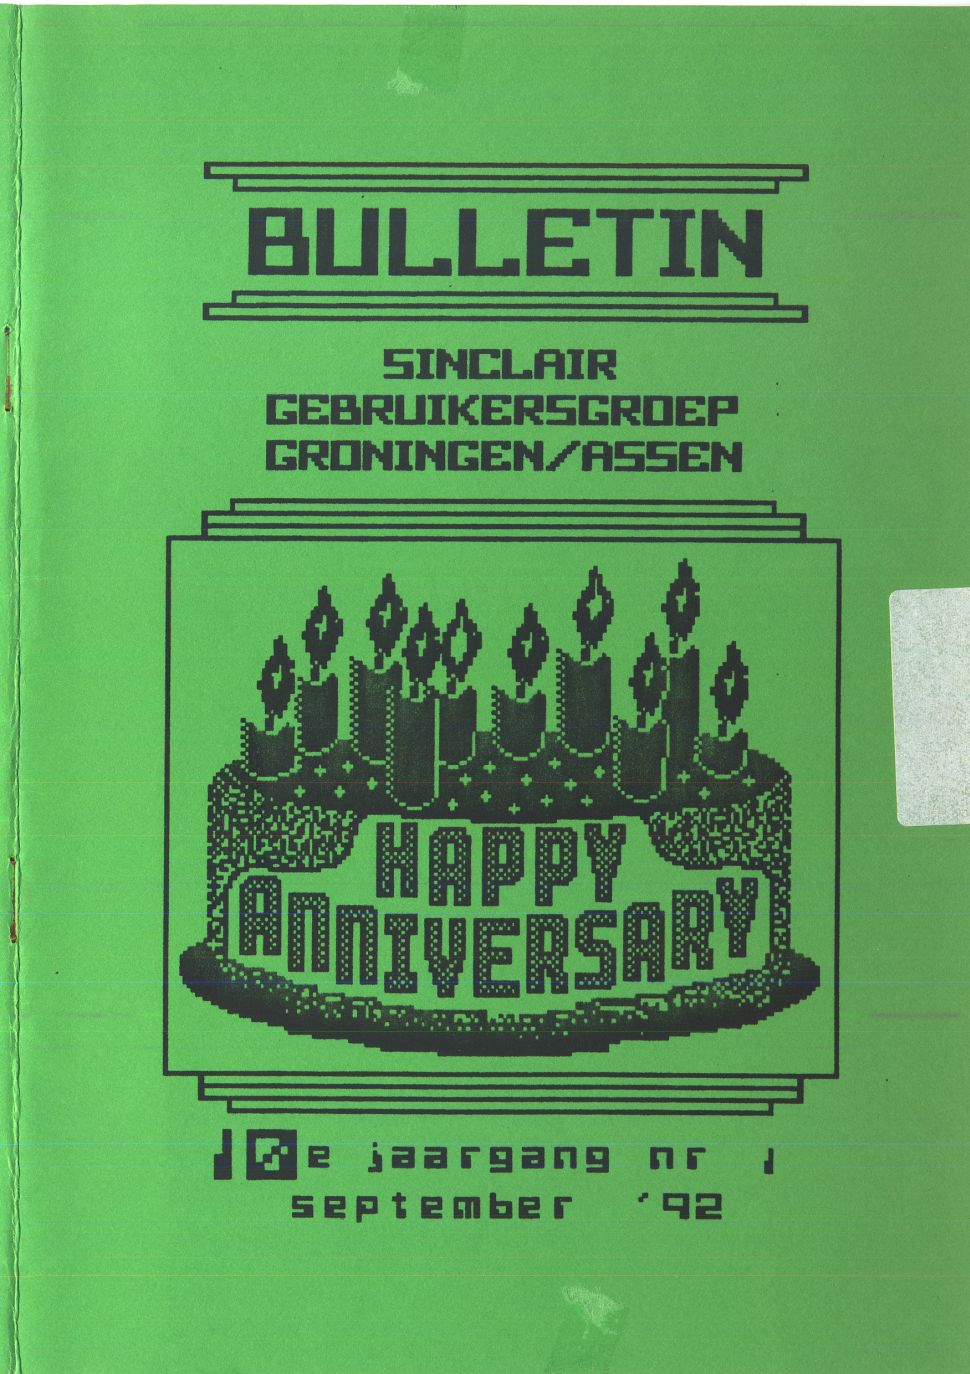 BULLETIN
SINCLAIR
GEBRUIKERSGROEP
GRONINGEN/ASSEN
HAPPY
ANNIVERSARY
10e jaargang nr 1
september '92